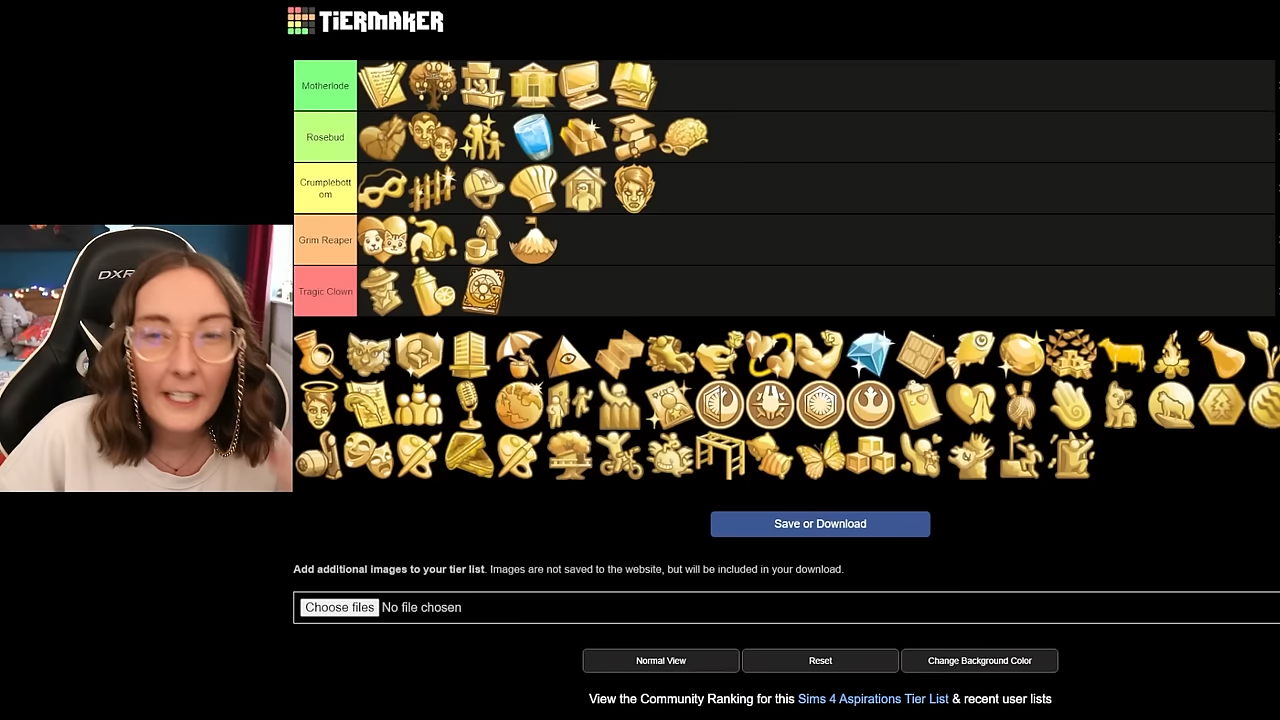 TiERMAKER
Motherlode
Rosebud
Crumplebott
om
Grim Reaper
Tragic Clown
DXR
Save or Download
Add additional images to your tier list. Images are not saved to the website, but will be included in your download.
Choose files No file chosen
Normal View Reset Change Background Color
View the Community Ranking for this Sims 4 Aspirations Tier List & recent user lists